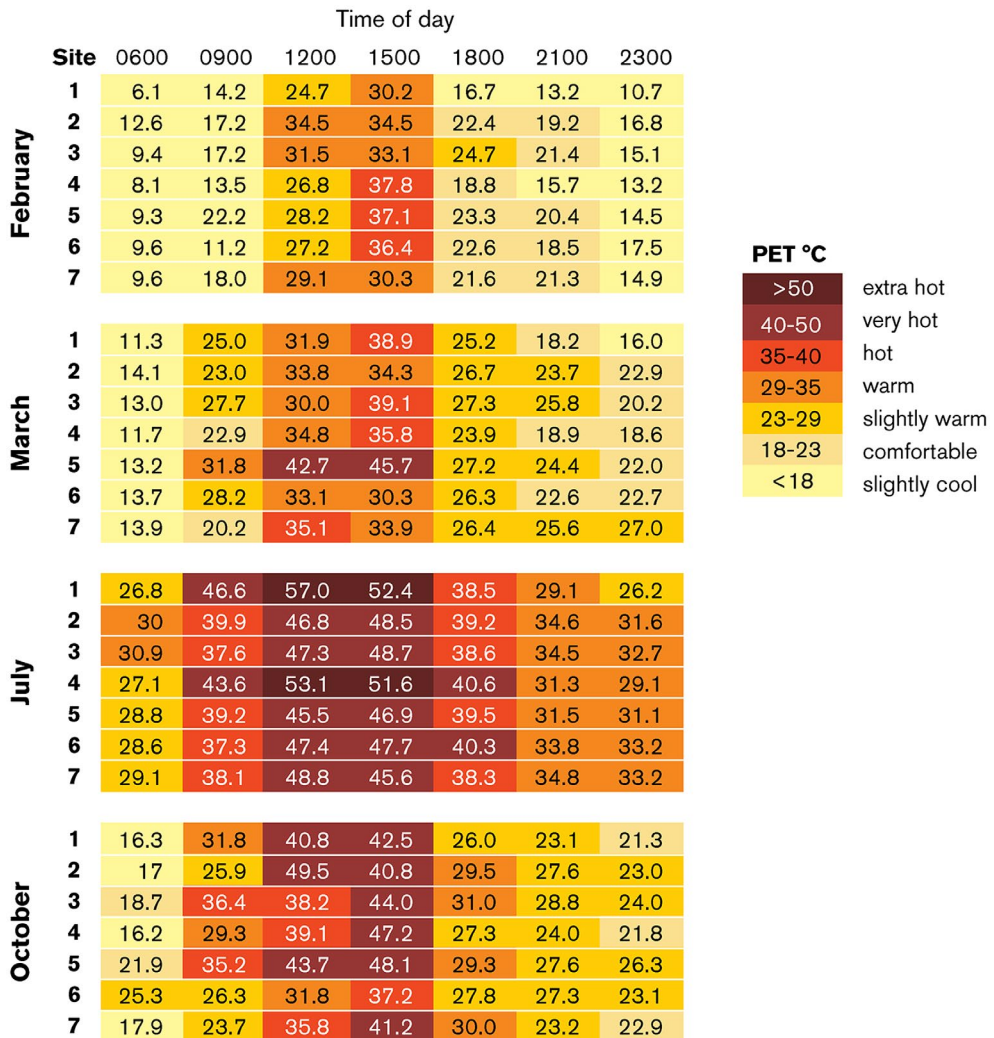 Time of day
Site 0600 0900 1200 1500 1800 2100 2300
February
1 6.1 14.2 24.7 30.2 16.7 13.2 10.7
2 12.6 17.2 34.5 34.5 22.4 19.2 16.8
3 9.4 17.2 31.5 33.1 24.7 21.4 15.1
4 8.1 13.5 26.8 37.8 18.8 15.7 13.2
5 9.3 22.2 28.2 37.1 23.3 20.4 14.5
6 9.6 11.2 27.2 36.4 22.6 18.5 17.5
7 9.6 18.0 29.1 30.3 21.6 21.3 14.9
March
1 11.3 25.0 31.9 38.9 25.2 18.2 16.0
2 14.1 23.0 33.8 34.3 26.7 23.7 22.9
3 13.0 27.7 30.0 39.1 27.3 25.8 20.2
4 11.7 22.9 34.8 35.8 23.9 18.9 18.6
5 13.2 31.8 42.7 45.7 27.2 24.4 22.0
6 13.7 28.2 33.1 30.3 26.3 22.6 22.7
7 13.9 20.2 35.1 33.9 26.4 25.6 27.0
July
1 26.8 46.6 57.0 52.4 38.5 29.1 26.2
2 30 39.9 46.8 48.5 39.2 34.6 31.6
3 30.9 37.6 47.3 48.7 38.6 34.5 32.7
4 27.1 43.6 53.1 51.6 40.6 31.3 29.1
5 28.8 39.2 45.5 46.9 39.5 31.5 31.1
6 28.6 37.3 47.4 47.7 40.3 33.8 33.2
7 29.1 38.1 48.8 45.6 38.3 34.8 33.2
October
1 16.3 31.8 40.8 42.5 26.0 23.1 21.3
2 17 25.9 49.5 40.8 29.5 27.6 23.0
3 18.7 36.4 38.2 44.0 31.0 28.8 24.0
4 16.2 29.3 39.1 47.2 27.3 24.0 21.8
5 21.9 35.2 43.7 48.1 29.3 27.6 26.3
6 25.3 26.3 31.8 37.2 27.8 27.3 23.1
7 17.9 23.7 35.8 41.2 30.0 23.2 22.9
PET °C
>50 extra hot
40-50 very hot
35-40 hot
29-35 warm
23-29 slightly warm
18-23 comfortable
<18 slightly cool